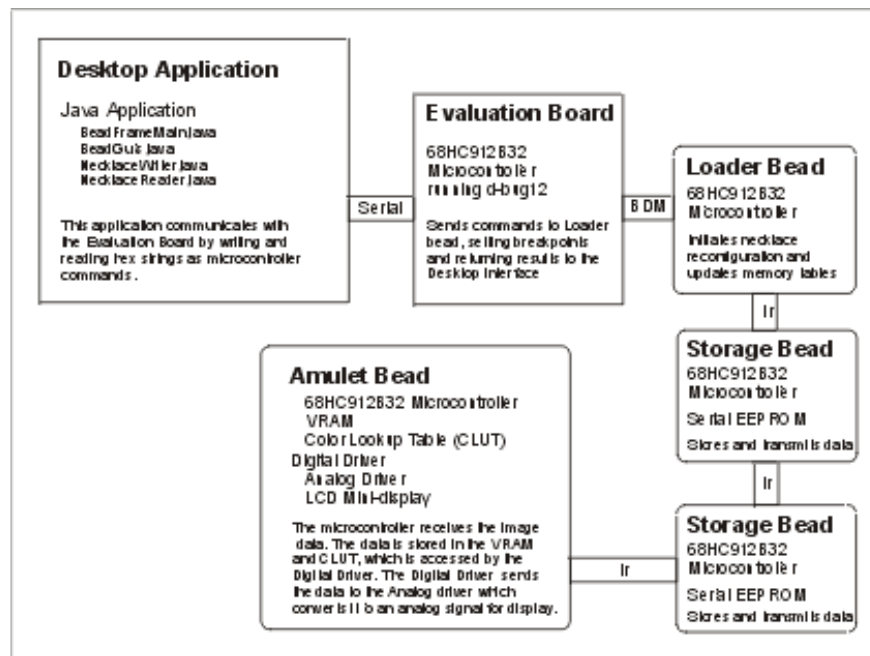 Desktop Application
Java Application
BeadFrameMain.java
BeadGui's.java
NecklaceWriter.java
NecklaceReader.java
This application communicates with
the Evaluation Board by writing and
reading hex strings as microcontroller
commands.
Serial
Evaluation Board
68HC912B32
Microcontroller
running d-bug12
Sends commands to Loader
bead, setting breakpoints
and returning results to the
Desktop Interface
BDM
Loader Bead
68HC912B32
Microcontroller
Initiates necklace
reconfiguration and
updates memory tables
Ir
Storage Bead
68HC912B32
Microcontroller
Serial EEPROM
Stores and transmits data
Ir
Storage Bead
68HC912B32
Microcontroller
Serial EEPROM
Stores and transmits data
Ir
Amulet Bead
68HC912B32 Microcontroller
VRAM
Color Lookup Table (CLUT)
Digital Driver
Analog Driver
LCD Mini-display
The microcontroller receives the image
data. The data is stored in the VRAM
and CLUT, which is accessed by the
Digital Driver. The Digital Driver sends
the data to the Analog driver which
converts it to an analog signal for display.